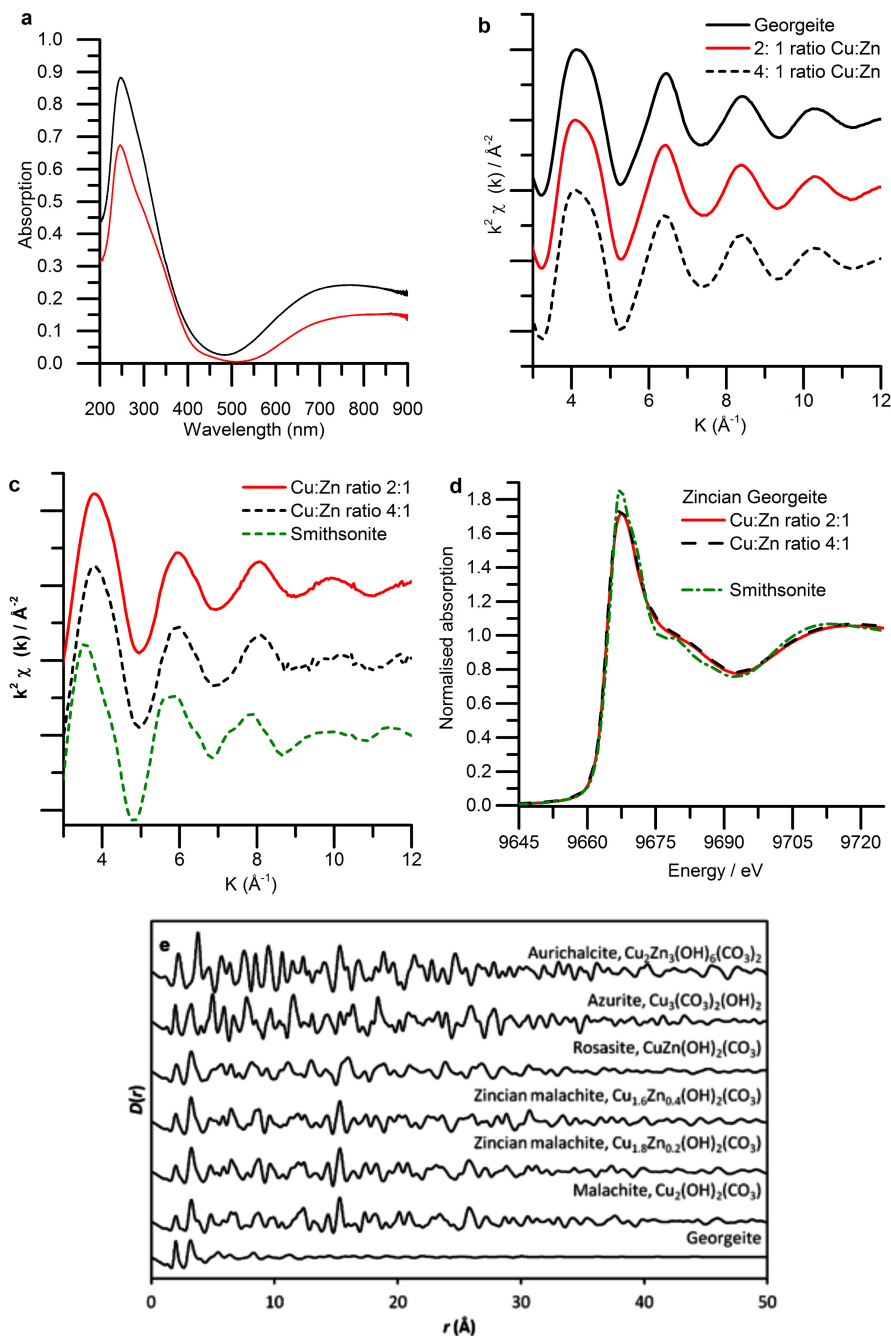 a
1.0
0.9
0.8
0.7
0.6
0.5
0.4
0.3
0.2
0.1
0.0
Absorption
200 300 400 500 600 700 800 900
Wavelength (nm)
b
Georgeite
2: 1 ratio Cu:Zn
4: 1 ratio Cu:Zn
k² χ (k) / Å⁻²
4 6 8 10 12
K (Å⁻¹)
c
Cu:Zn ratio 2:1
Cu:Zn ratio 4:1
Smithsonite
k² χ (k) / Å⁻²
4 6 8 10 12
K (Å⁻¹)
d
Zincian Georgeite
Cu:Zn ratio 2:1
Cu:Zn ratio 4:1
Smithsonite
Normalised absorption
1.8
1.6
1.4
1.2
1.0
0.8
0.6
0.4
0.2
0.0
9645 9660 9675 9690 9705 9720
Energy / eV
e
Aurichalcite, Cu₂Zn₃(OH)₆(CO₃)₂
Azurite, Cu₃(CO₃)₂(OH)₂
Rosasite, CuZn(OH)₂(CO₃)
Zincian malachite, Cu₁.₆Zn₀.₄(OH)₂(CO₃)
Zincian malachite, Cu₁.₈Zn₀.₂(OH)₂(CO₃)
Malachite, Cu₂(OH)₂(CO₃)
Georgeite
D(r)
0 10 20 30 40 50
r (Å)